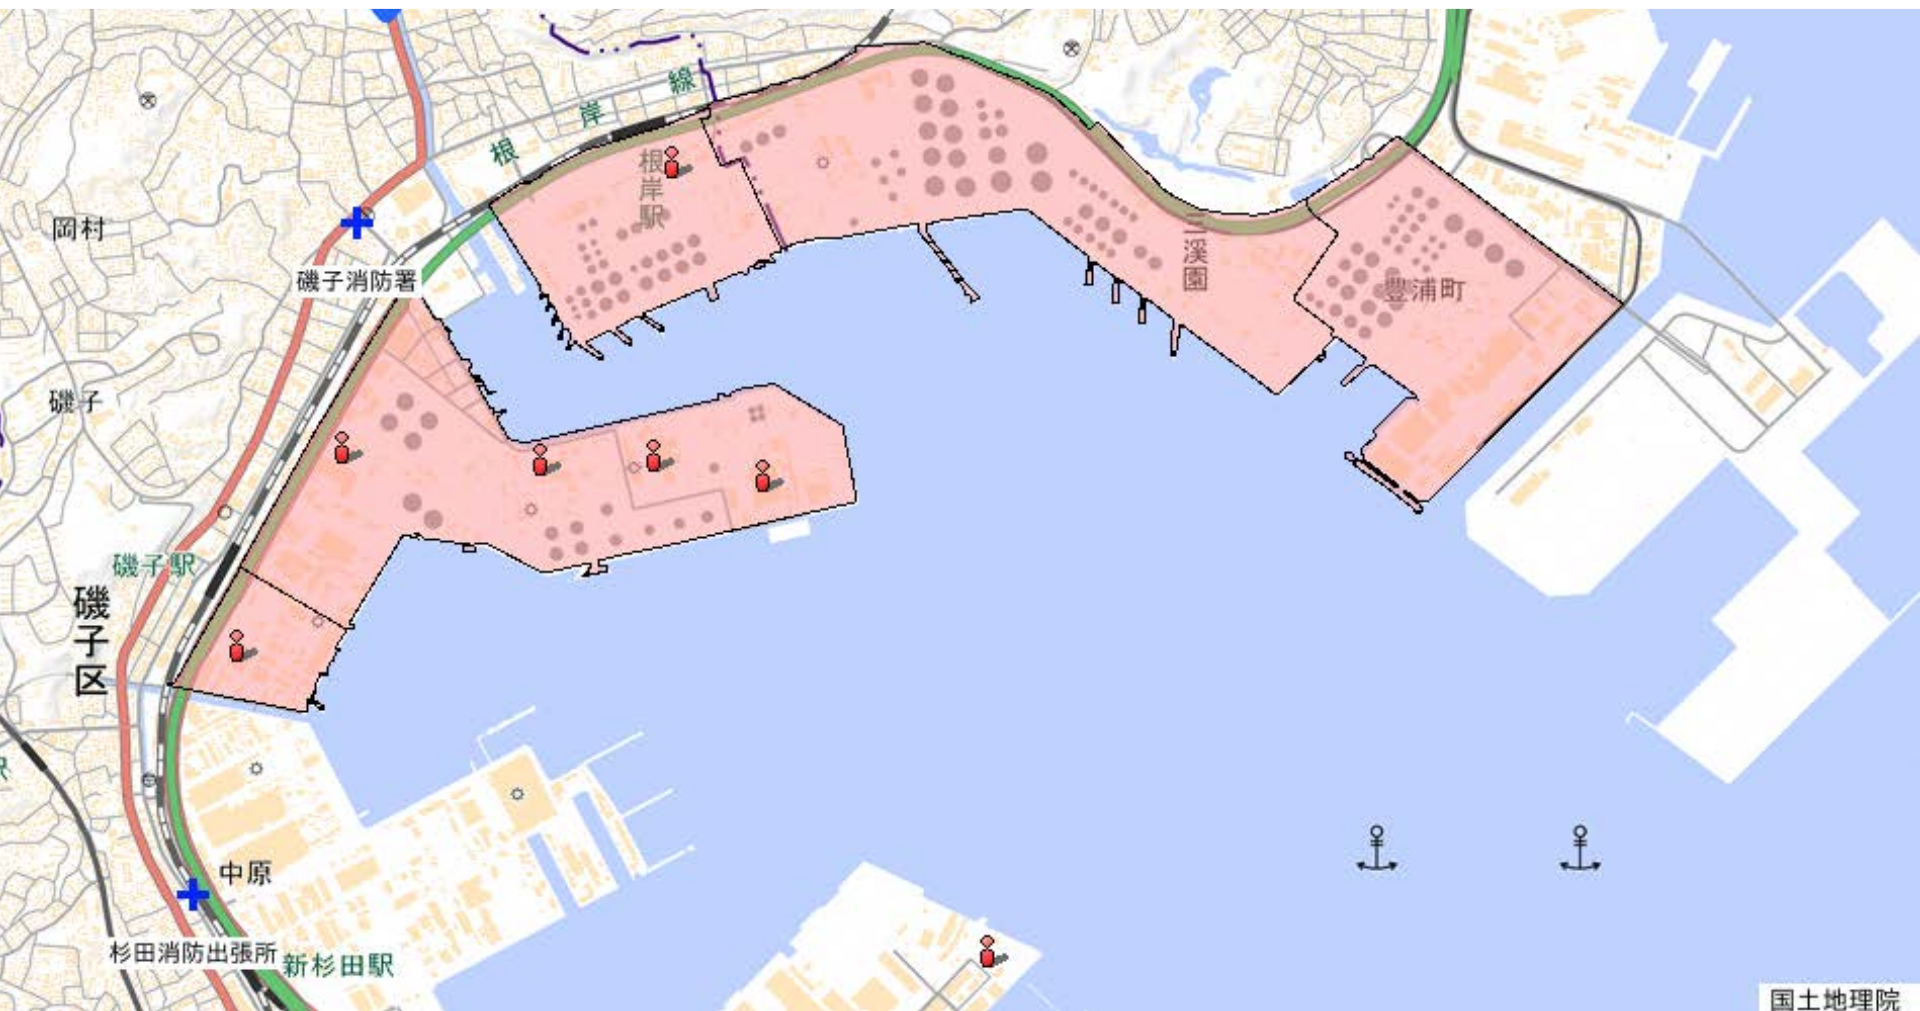 根岸線
根岸駅
岡村
磯子消防署
三溪園
豊浦町
磯子
磯子駅
磯子区
中原
杉田消防出張所
新杉田駅
国土地理院